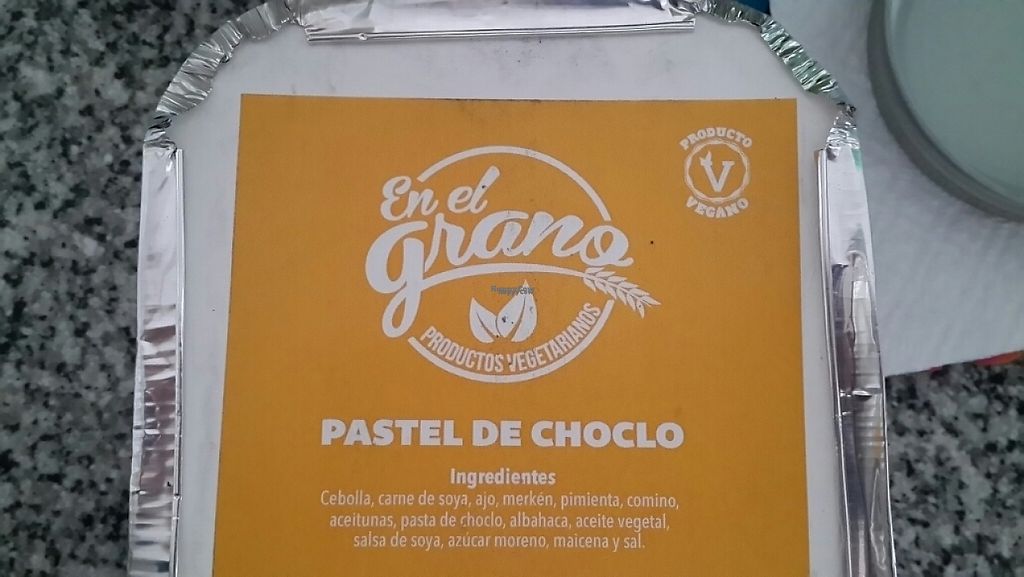 PRODUCTO
V
VEGANO
En el
grano
PRODUCTOS VEGETARIANOS
PASTEL DE CHOCLO
Ingredientes
Cebolla, carne de soya, ajo, merkén, pimienta, comino,
aceitunas, pasta de choclo, albahaca, aceite vegetal,
salsa de soya, azúcar moreno, maicena y sal.